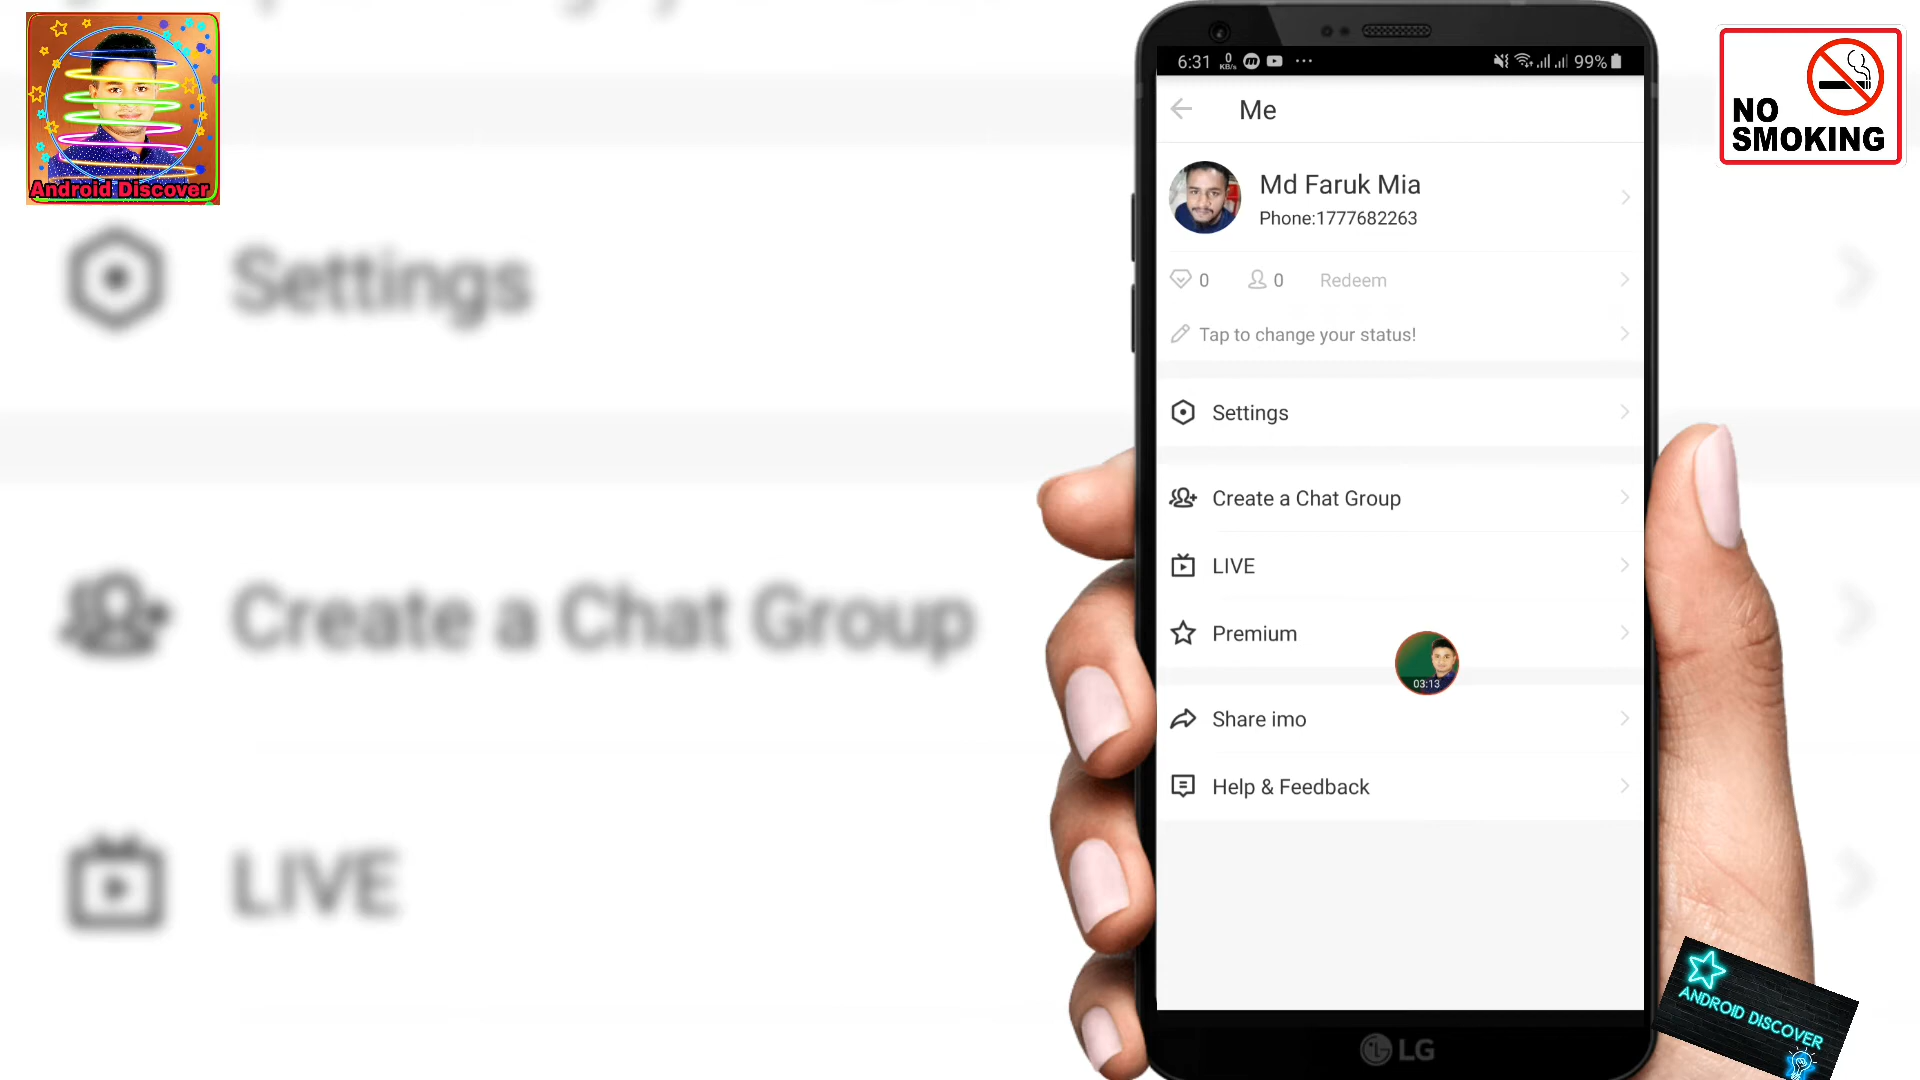 Android Discover
NO
SMOKING
6:31
0
KB/s
99%
Me
Md Faruk Mia
Phone:1777682263
0
0
Redeem
Tap to change your status!
Settings
Create a Chat Group
LIVE
Premium
03:13
Share imo
Help & Feedback
LG
Settings
Create a Chat Group
LIVE
ANDROID DISCOVER